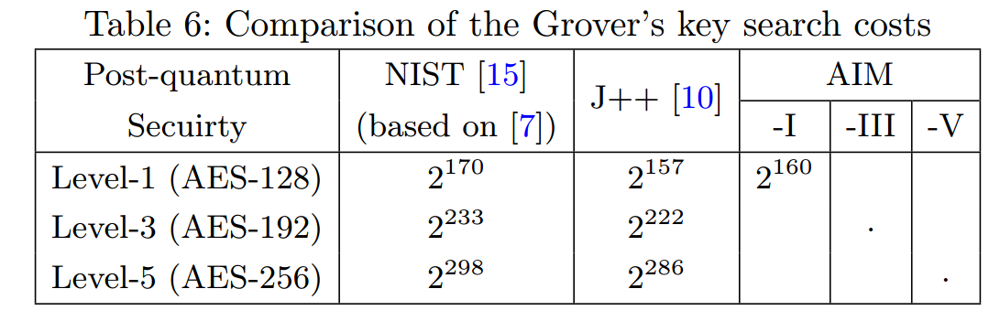 Table 6: Comparison of the Grover's key search costs
Post-quantum Secuirty NIST [15] (based on [7]) J++ [10] AIM
-I -III -V
Level-1 (AES-128) 2^170 2^157 2^160
Level-3 (AES-192) 2^233 2^222 .
Level-5 (AES-256) 2^298 2^286 .